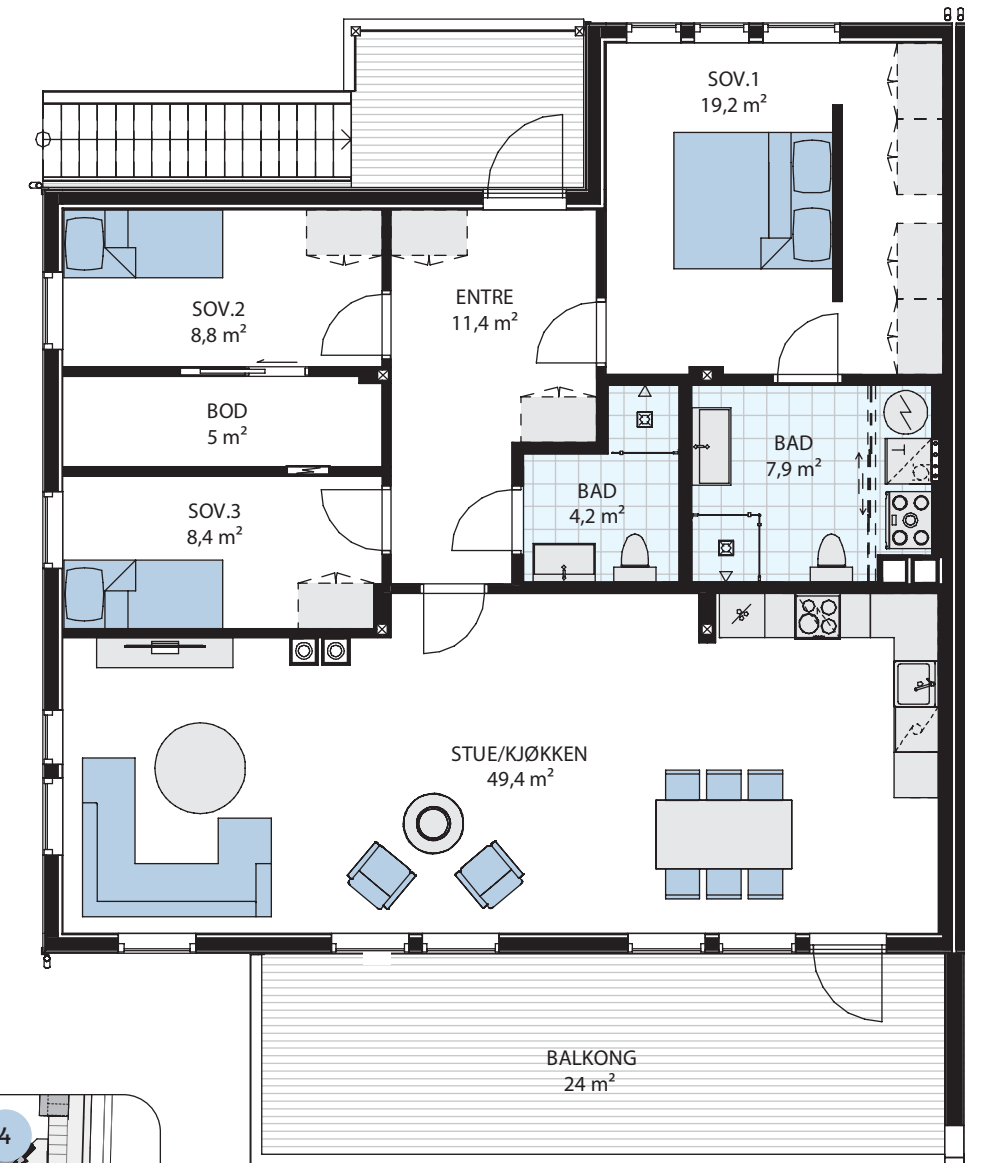 SOV.1
19,2 m²
SOV.2
8,8 m²
ENTRE
11,4 m²
BOD
5 m²
BAD
7,9 m²
BAD
4,2 m²
SOV.3
8,4 m²
STUE/KJØKKEN
49,4 m²
BALKONG
24 m²
4